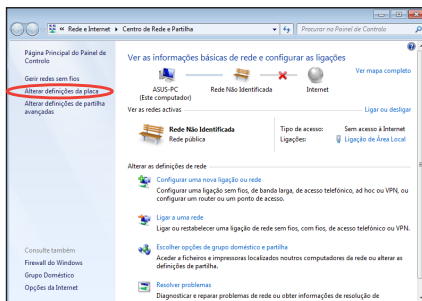 « Rede e Internet ▸ Centro de Rede e Partilha
Procurar no Painel de Controlo
Página Principal do Painel de
Controlo
Gerir redes sem fios
Alterar definições da placa
Alterar definições de partilha
avançadas
Consulte também
Firewall do Windows
Grupo Doméstico
Opções da Internet
Ver as informações básicas de rede e configurar as ligações
Ver mapa completo
ASUS-PC
(Este computador)
Rede Não Identificada
Internet
Ver as redes activas
Ligar ou desligar
Rede Não Identificada
Rede pública
Tipo de acesso: Sem acesso à Internet
Ligações: Ligação de Área Local
Alterar as definições de rede
Configurar uma nova ligação ou rede
Configurar uma ligação sem fios, de banda larga, de acesso telefónico, ad hoc ou VPN, ou
configurar um router ou um ponto de acesso.
Ligar a uma rede
Ligar ou restabelecer uma ligação de rede sem fios, com fios, de acesso telefónico ou VPN.
Escolher opções de grupo doméstico e partilha
Aceder a ficheiros e impressoras localizados noutros computadores de rede ou alterar as
definições de partilha.
Resolver problemas
Diagnosticar e reparar problemas de rede ou obter informações de resolução de